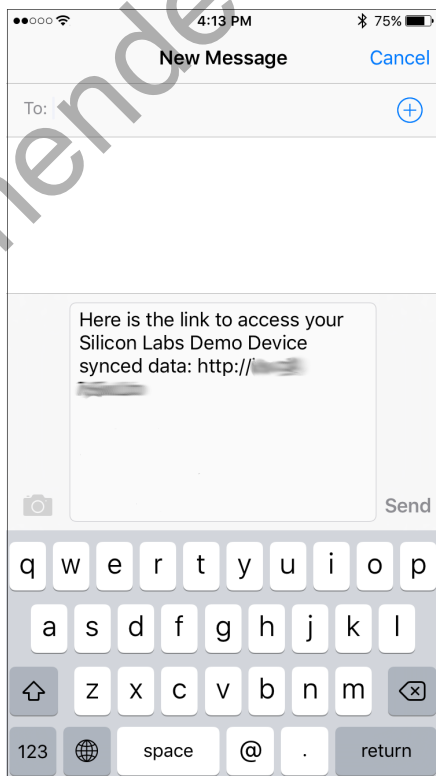 4:13 PM
75%
New Message
Cancel
To:
Here is the link to access your
Silicon Labs Demo Device
synced data: http://
Send
q w e r t y u i o p
a s d f g h j k l
z x c v b n m
123 space @ . return